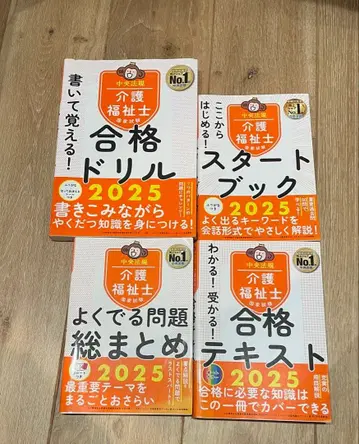 書いて覚える!
中央法規
介護
福祉士
国家試験
合格
ドリル
2025
書きこみながら
やくだつ知識を身につける!
No.1
ここから
はじめる!
中央法規
介護
福祉士
国家試験
スタート
ブック
2025
よく出るキーワードを
会話形式でやさしく解説!
中央法規
介護
福祉士
国家試験
No.1
よくでる問題
総まとめ
2025
最重要テーマを
まるごとおさらい
わかる!受かる!
中央法規
介護
福祉士
国家試験
No.1
合格
テキスト
2025
合格に必要な知識は
この一冊でカバーできる